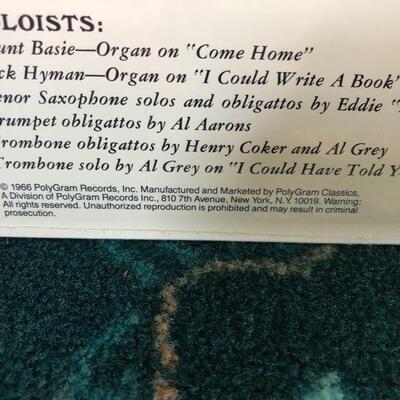 LOISTS:
unt Basie—Organ on "Come Home"
ck Hyman—Organ on "I Could Write A Book"
enor Saxophone solos and obligattos by Eddie "
rumpet obligattos by Al Aarons
rombone obligattos by Henry Coker and Al Grey
Trombone solo by Al Grey on "I Could Have Told Y
© 1966 PolyGram Records, Inc. Manufactured and Marketed by PolyGram Classics,
A Division of PolyGram Records Inc., 810 7th Avenue, New York, N.Y. 10019. Warning:
All rights reserved. Unauthorized reproduction is prohibited and may result in criminal
prosecution.